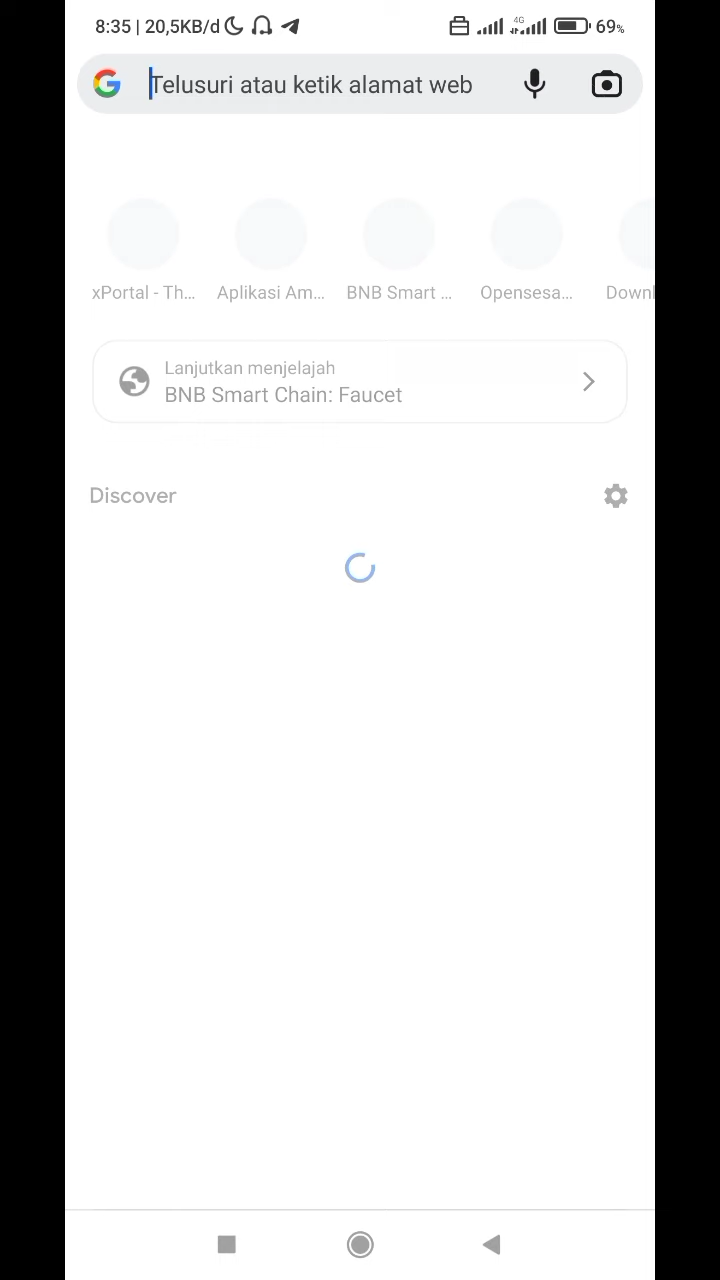 8:35 | 20,5KB/d
4G
69%
Telusuri atau ketik alamat web
xPortal - Th...
Aplikasi Am...
BNB Smart ...
Opensesa...
Downl
Lanjutkan menjelajah
BNB Smart Chain: Faucet
Discover